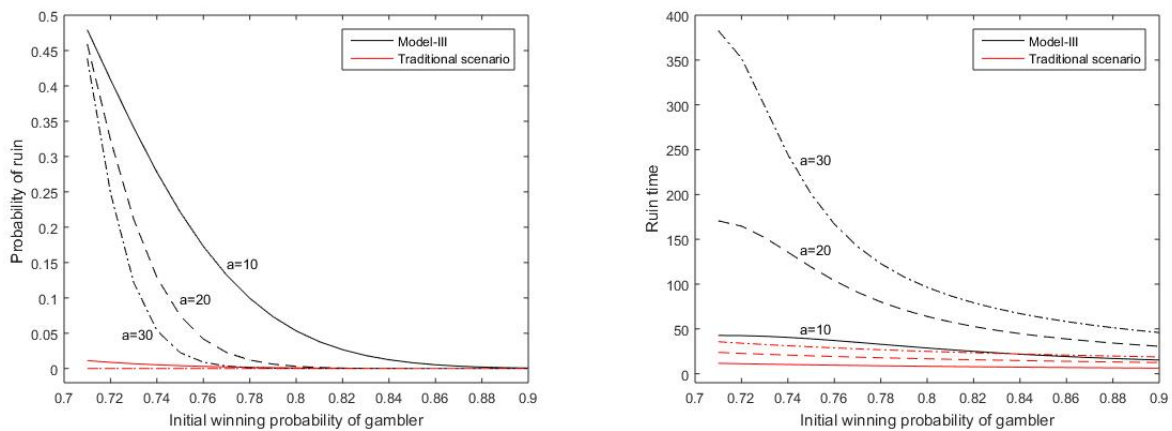 0.5
0.45
0.4
0.35
0.3
0.25
0.2
0.15
0.1
0.05
0
Probability of ruin
Model-III
Traditional scenario
a=10
a=20
a=30
0.7 0.72 0.74 0.76 0.78 0.8 0.82 0.84 0.86 0.88 0.9
Initial winning probability of gambler
400
350
300
250
200
150
100
50
0
Ruin time
Model-III
Traditional scenario
a=30
a=20
a=10
0.7 0.72 0.74 0.76 0.78 0.8 0.82 0.84 0.86 0.88 0.9
Initial winning probability of gambler